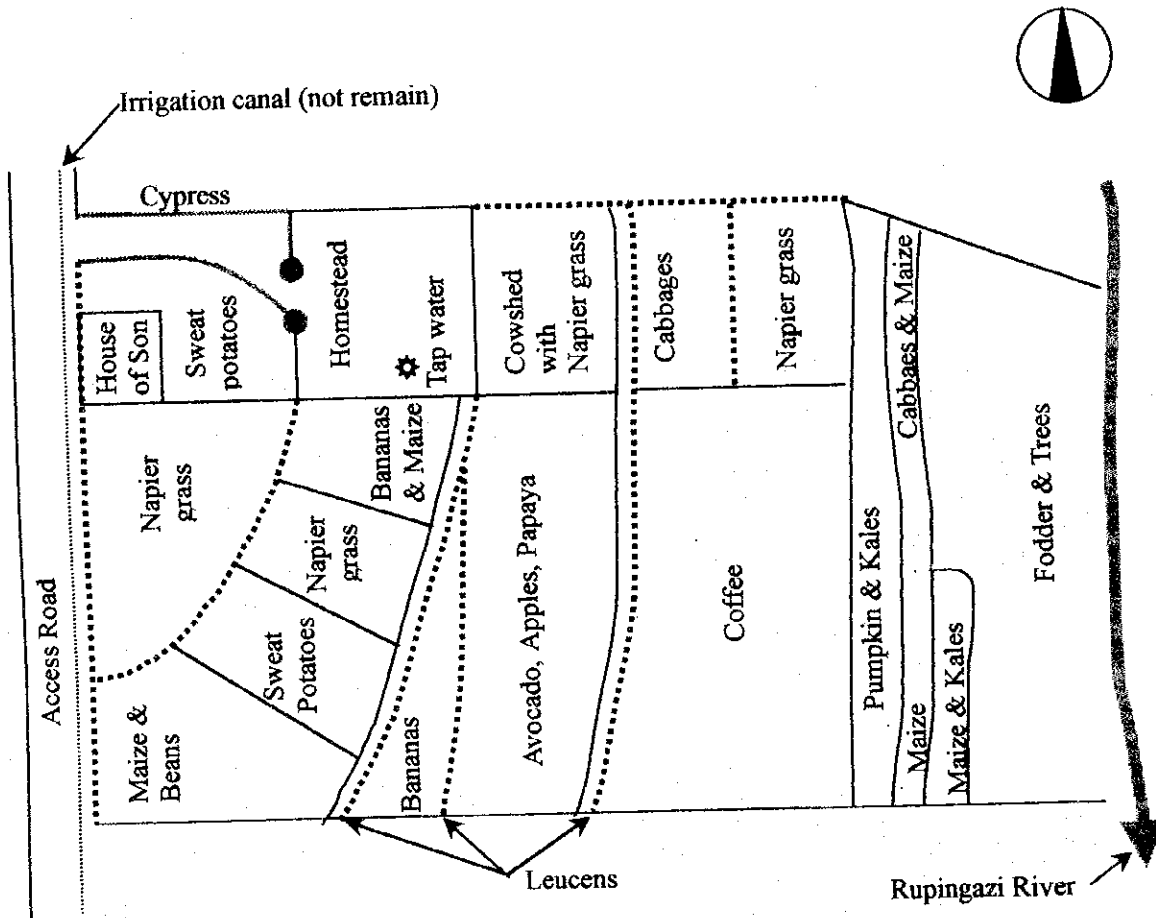 Irrigation canal (not remain)
Access Road
Cypress
House
of Son
Sweat
potatoes
Homestead
Tap water
Cowshed
with
Napier grass
Cabbages
Napier grass
Napier
grass
Bananas
& Maize
Napier
grass
Sweat
Potatoes
Maize &
Beans
Bananas
Avocado, Apples, Papaya
Coffee
Pumpkin & Kales
Cabbaes & Maize
Maize
Maize & Kales
Fodder & Trees
Leucens
Rupingazi River